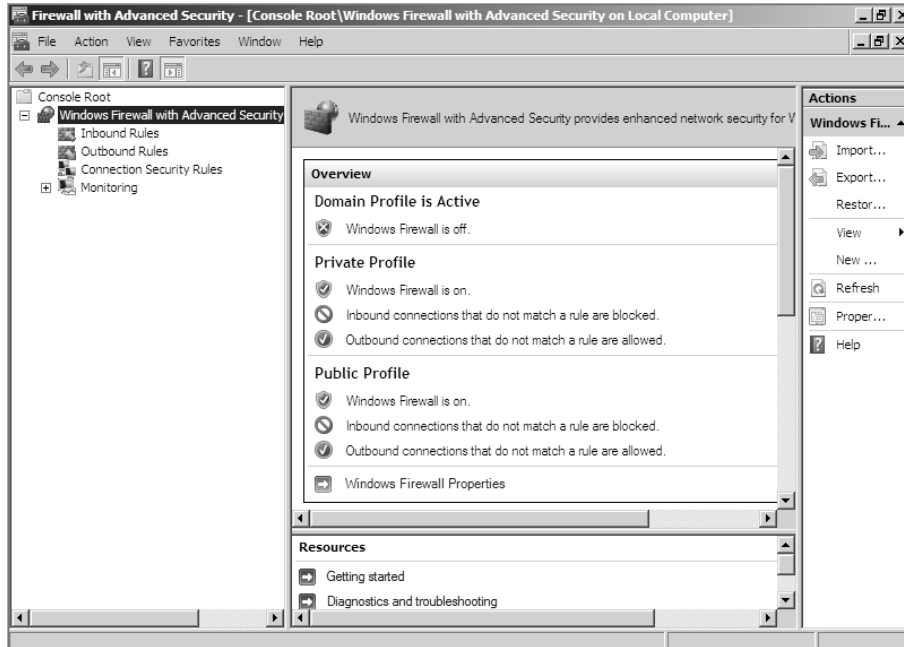 Firewall with Advanced Security - [Console Root\Windows Firewall with Advanced Security on Local Computer]
File Action View Favorites Window Help
Console Root
Windows Firewall with Advanced Security
Inbound Rules
Outbound Rules
Connection Security Rules
Monitoring
Windows Firewall with Advanced Security provides enhanced network security for W
Overview
Domain Profile is Active
Windows Firewall is off.
Private Profile
Windows Firewall is on.
Inbound connections that do not match a rule are blocked.
Outbound connections that do not match a rule are allowed.
Public Profile
Windows Firewall is on.
Inbound connections that do not match a rule are blocked.
Outbound connections that do not match a rule are allowed.
Windows Firewall Properties
Resources
Getting started
Diagnostics and troubleshooting
Actions
Windows Fi...
Import...
Export...
Restor...
View
New ...
Refresh
Proper...
Help